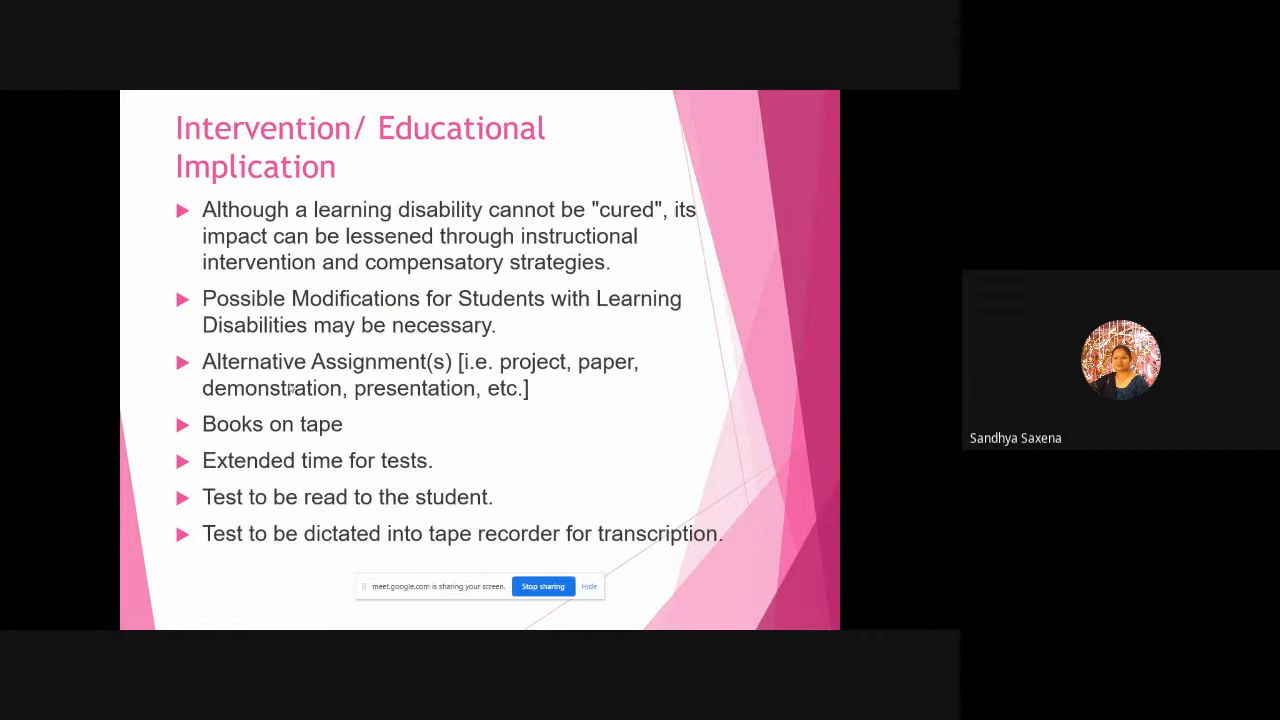 Intervention/ Educational
Implication
Although a learning disability cannot be "cured", its
impact can be lessened through instructional
intervention and compensatory strategies.
Possible Modifications for Students with Learning
Disabilities may be necessary.
Alternative Assignment(s) [i.e. project, paper,
demonstration, presentation, etc.]
Books on tape
Extended time for tests.
Test to be read to the student.
Test to be dictated into tape recorder for transcription.
meet.google.com is sharing your screen. Stop sharing Hide
Sandhya Saxena